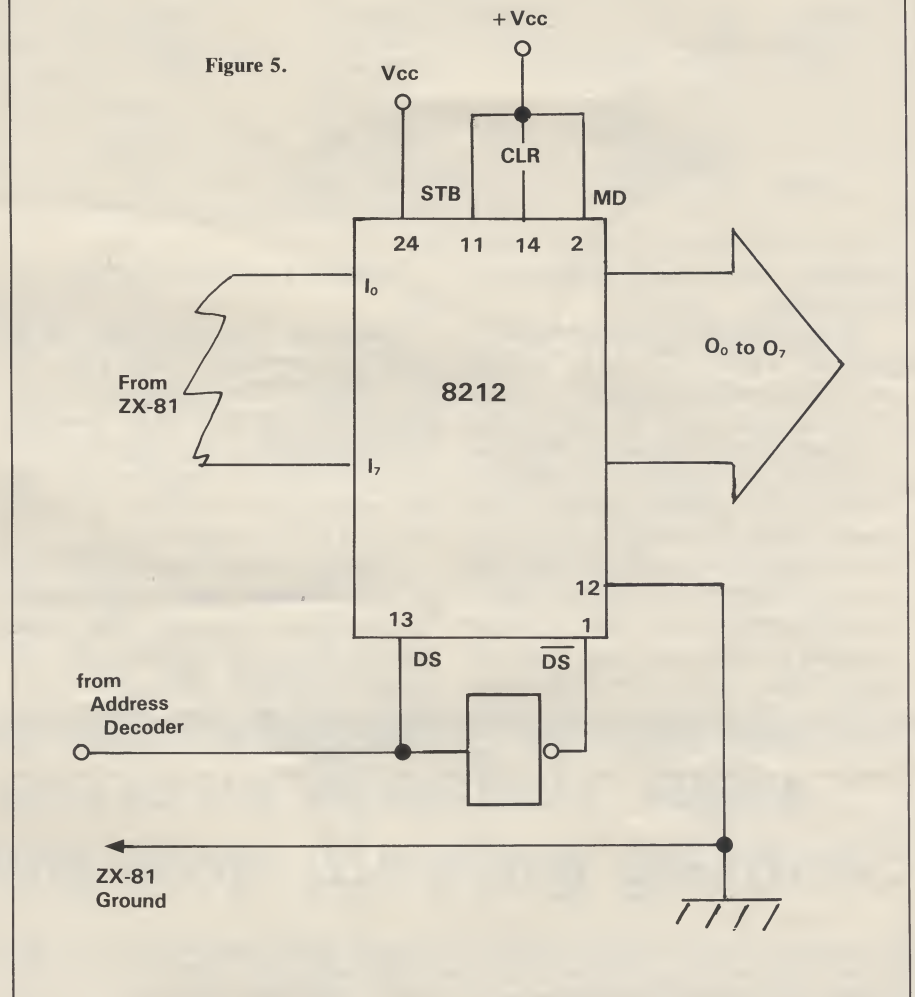 +Vcc
Figure 5.
Vcc
CLR
STB
MD
24 11 14 2
I₀
O₀ to O₇
From
ZX-81
8212
I₇
12
13
1
DS
D̅S̅
from
Address
Decoder
ZX-81
Ground